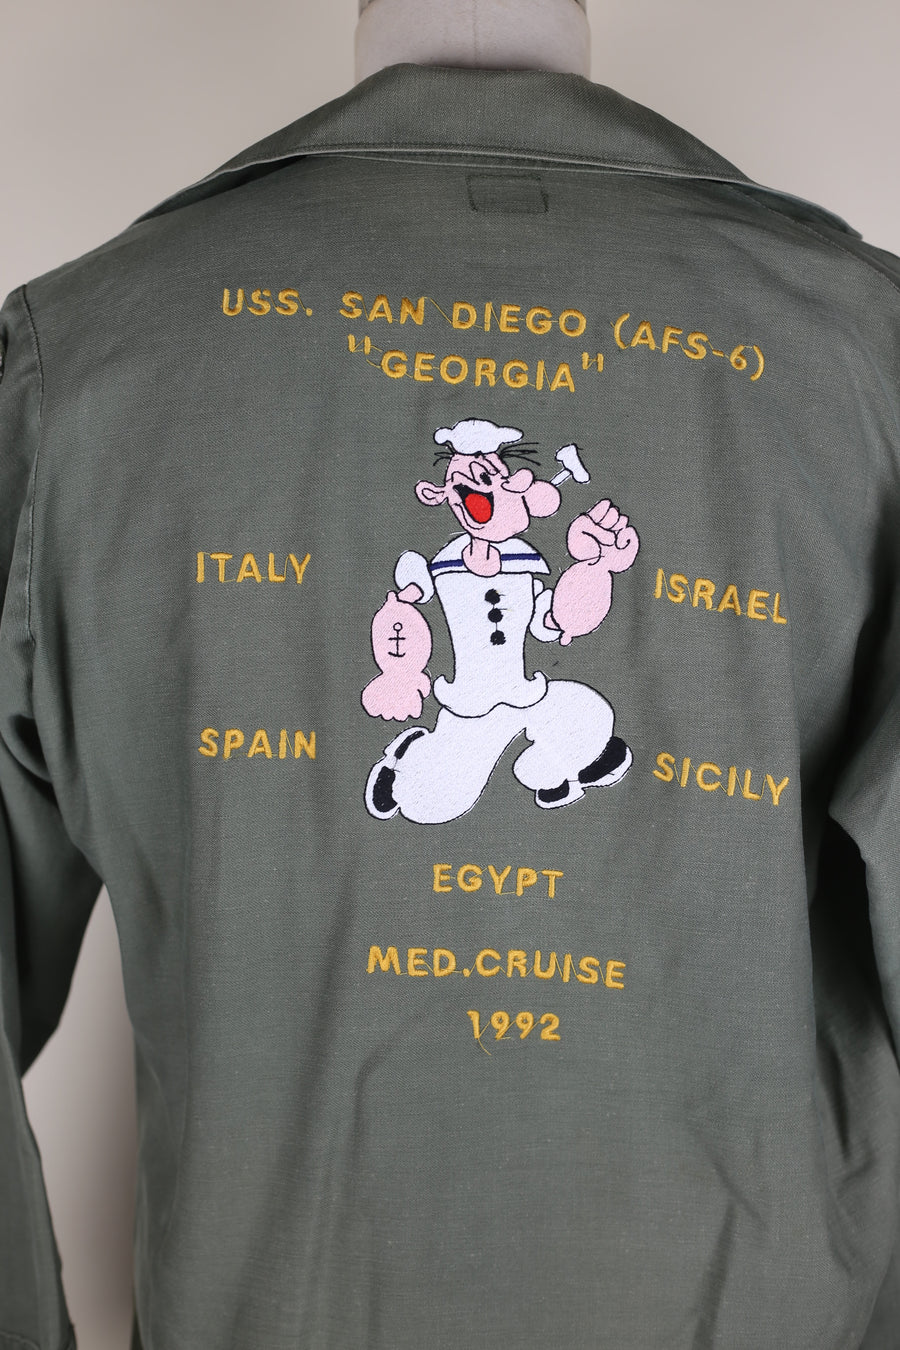 USS. SAN DIEGO (AFS-6)
"GEORGIA"
ITALY
ISRAEL
SPAIN
SICILY
EGYPT
MED.CRUISE
1992